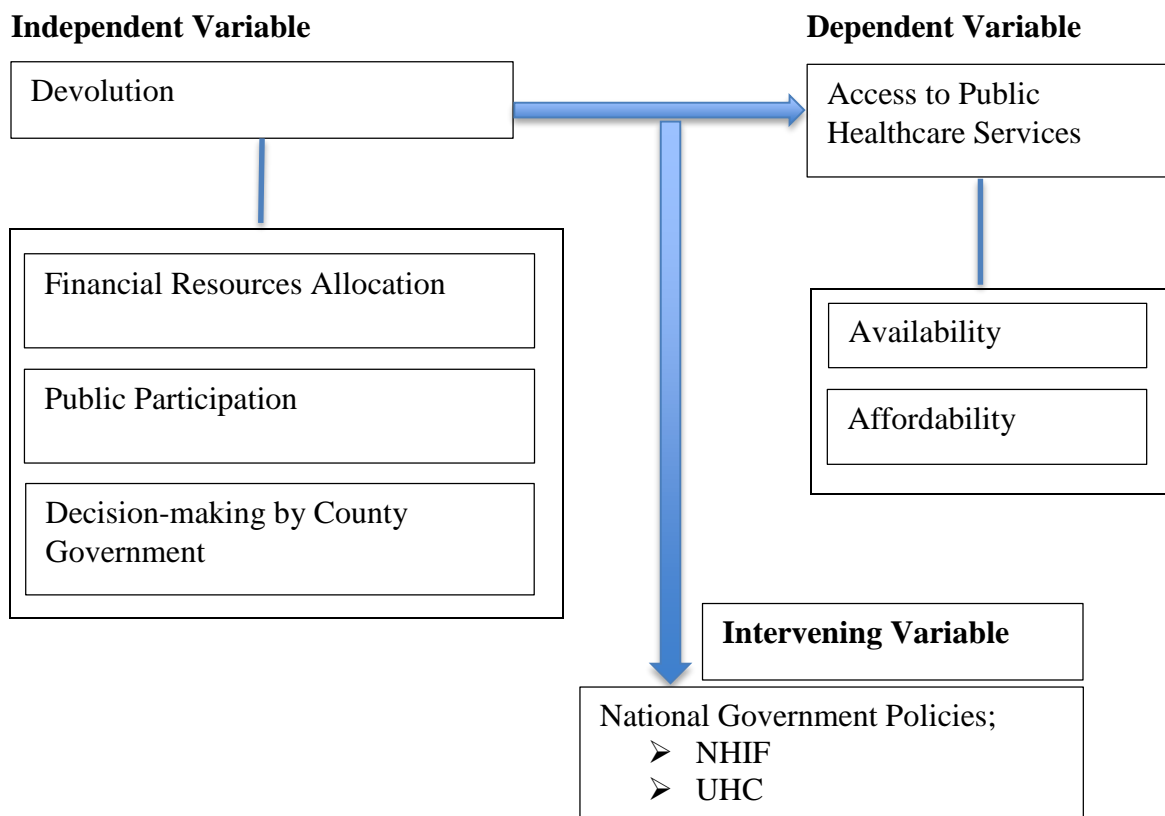 Independent Variable
Devolution
Financial Resources Allocation
Public Participation
Decision-making by County
Government
Dependent Variable
Access to Public
Healthcare Services
Availability
Affordability
Intervening Variable
National Government Policies;
➢ NHIF
➢ UHC